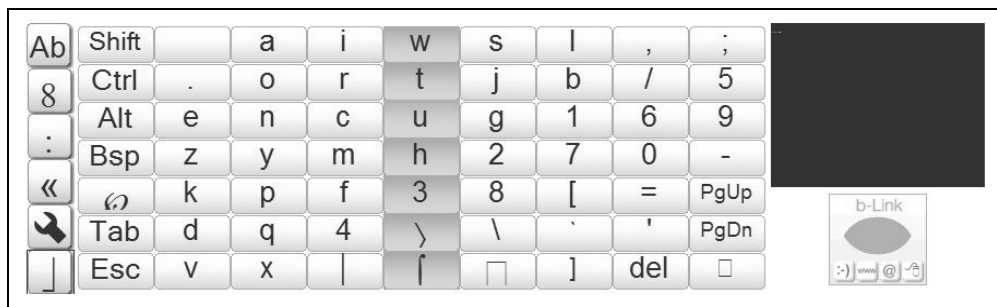 Ab Shift a i w s l , ;
8 Ctrl . o r t j b / 5
: Alt e n c u g 1 6 9
Bsp z y m h 2 7 0 -
« k p f 3 8 [ = PgUp
Tab d q 4 〉 \ ` ' PgDn
Esc v x | ⌠ ] del
b-Link
:-) www @